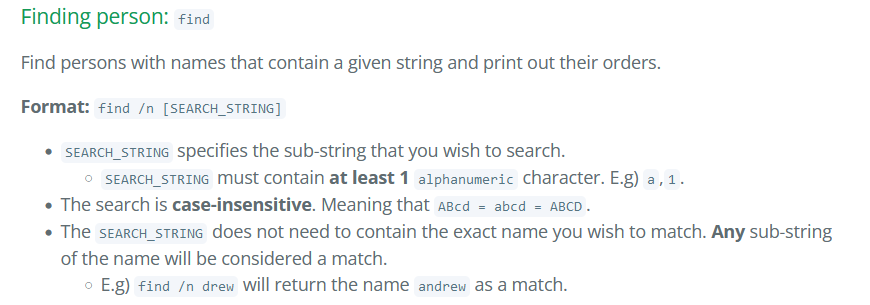 Finding person: find
Find persons with names that contain a given string and print out their orders.
Format: find /n [SEARCH_STRING]
• SEARCH_STRING specifies the sub-string that you wish to search.
◦ SEARCH_STRING must contain at least 1 alphanumeric character. E.g) a , 1 .
• The search is case-insensitive. Meaning that ABcd = abcd = ABCD .
• The SEARCH_STRING does not need to contain the exact name you wish to match. Any sub-string
of the name will be considered a match.
◦ E.g) find /n drew will return the name andrew as a match.